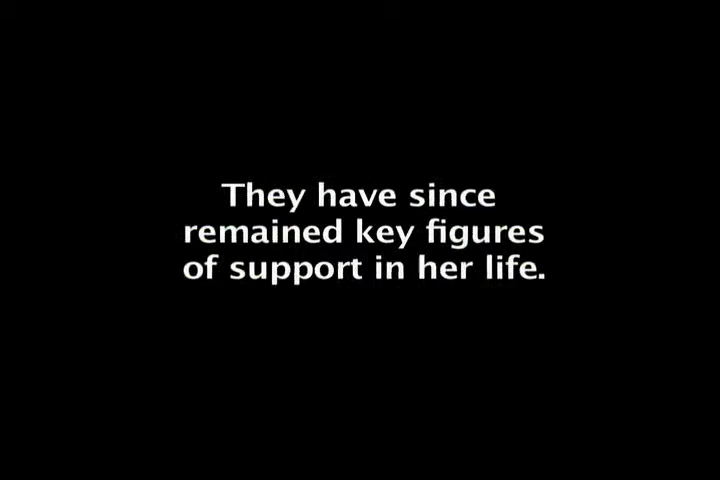 They have since
remained key figures
of support in her life.